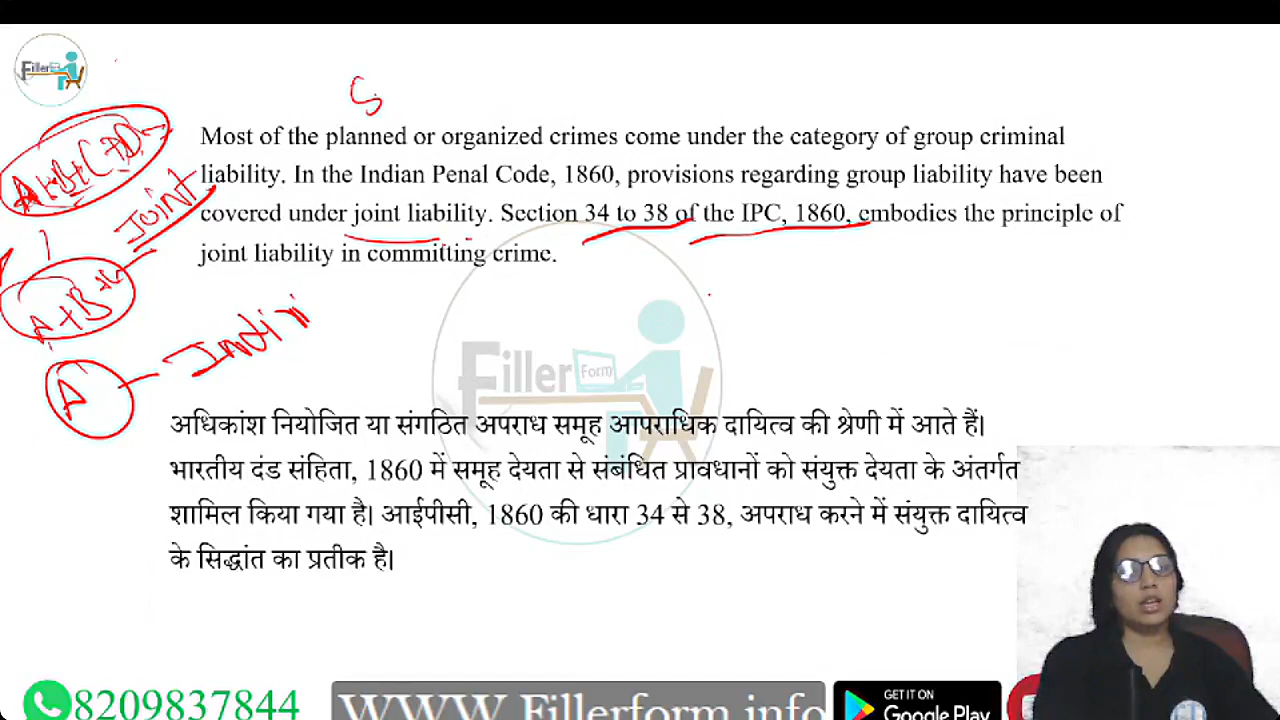 Filler
S
Most of the planned or organized crimes come under the category of group criminal
liability. In the Indian Penal Code, 1860, provisions regarding group liability have been
covered under joint liability. Section 34 to 38 of the IPC, 1860, embodies the principle of
joint liability in committing crime.
A+B+C+D
JOINT
A+B+C
A
Indivi
Filler Form
अधिकांश नियोजित या संगठित अपराध समूह आपराधिक दायित्व की श्रेणी में आते हैं।
भारतीय दंड संहिता, 1860 में समूह देयता से संबंधित प्रावधानों को संयुक्त देयता के अंतर्गत
शामिल किया गया है। आईपीसी, 1860 की धारा 34 से 38, अपराध करने में संयुक्त दायित्व
के सिद्धांत का प्रतीक है।
8209837844
WWW.Fillerform.info
GET IT ON
Google Play